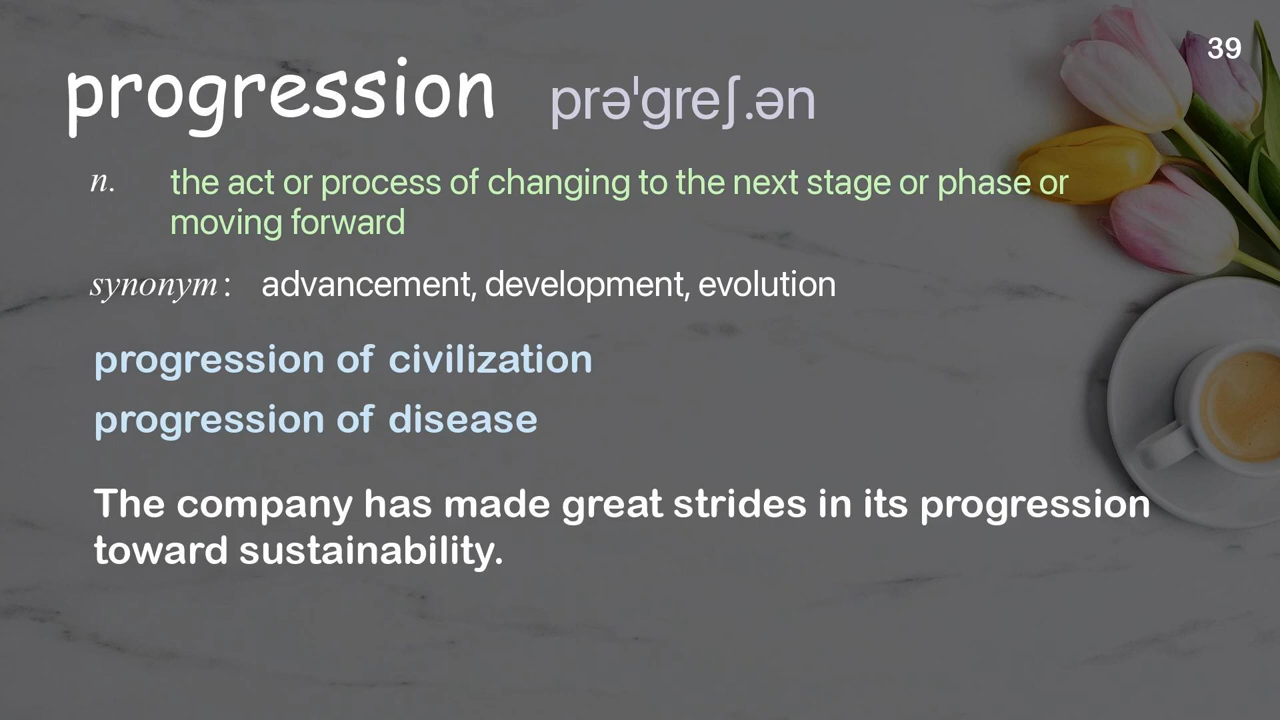 39
progression prəˈɡreʃ.ən
n. the act or process of changing to the next stage or phase or
moving forward
synonym : advancement, development, evolution
progression of civilization
progression of disease
The company has made great strides in its progression
toward sustainability.